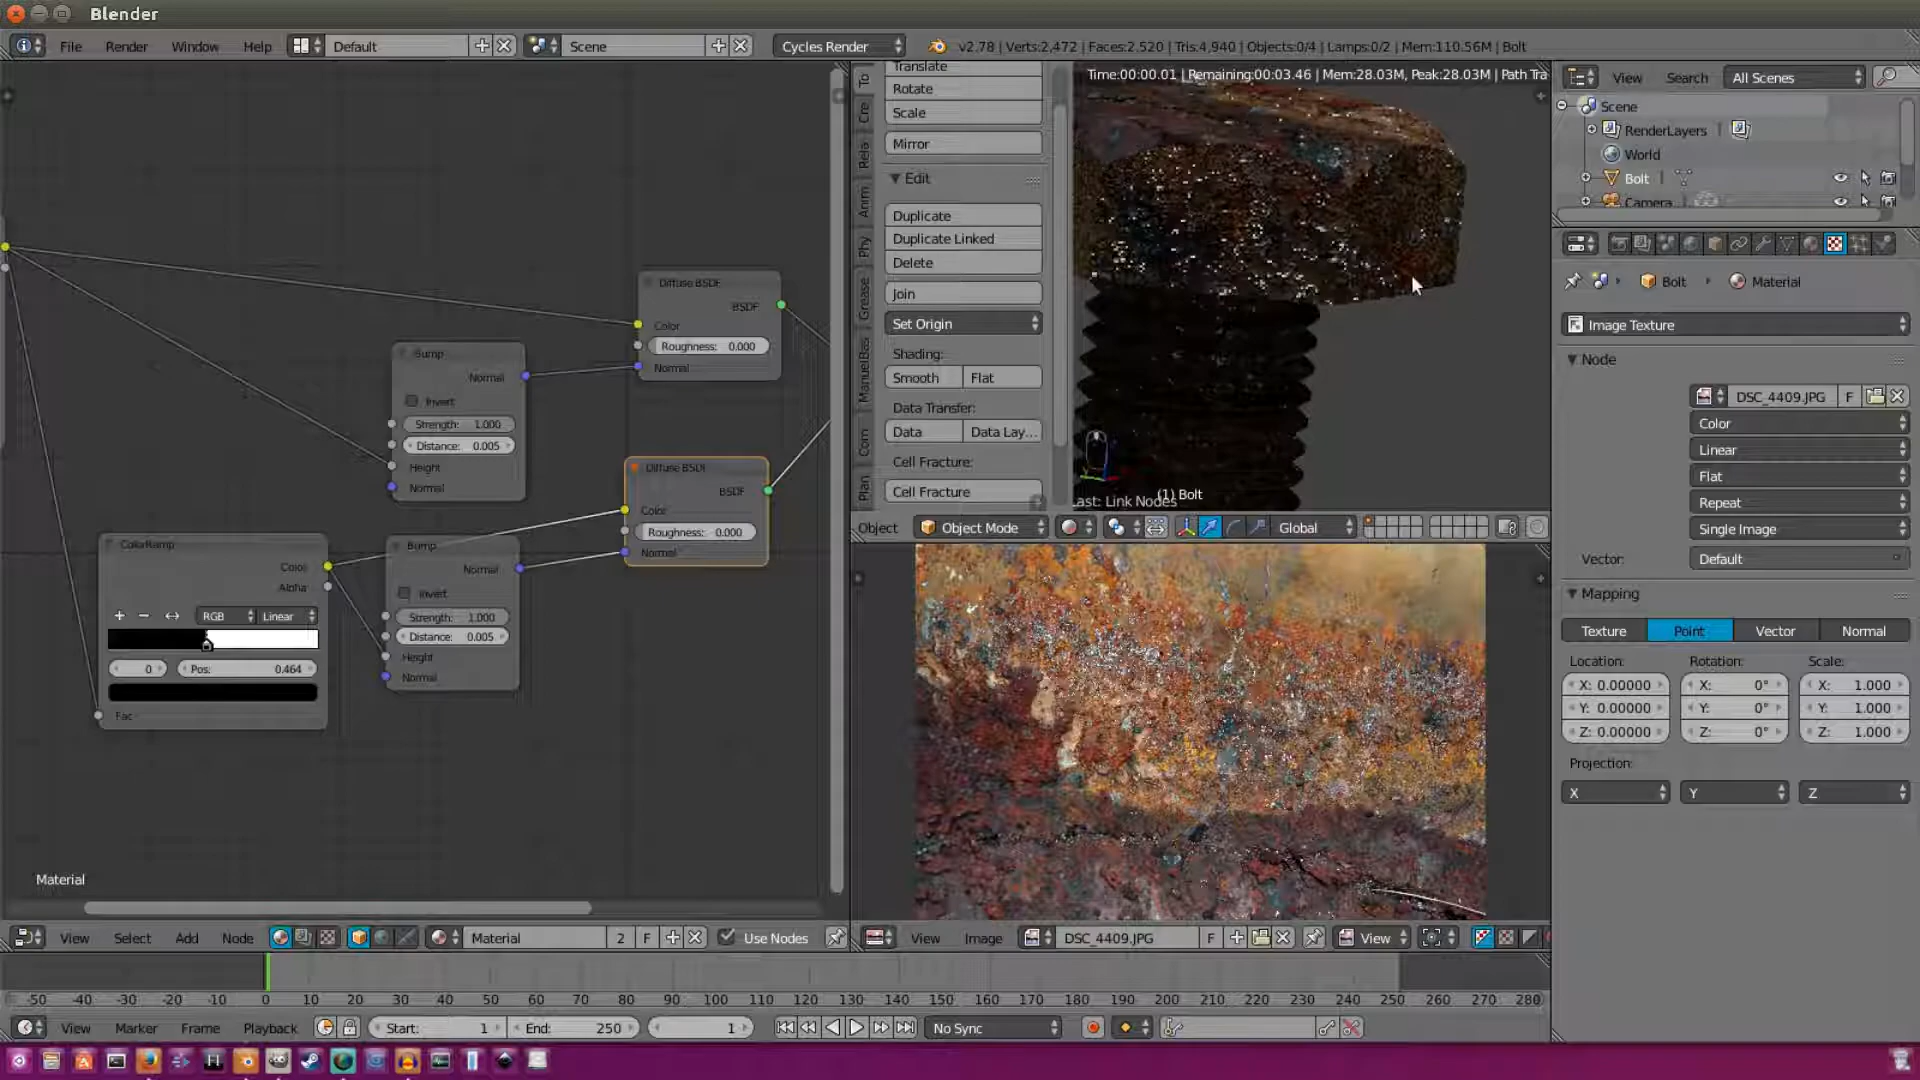 Blender
File Render Window Help Default Scene Cycles Render v2.78 | Verts:2,472 | Faces:2,520 | Tris:4,940 | Objects:0/4 | Lamps:0/2 | Mem:110.56M | Bolt
Diffuse BSDF
BSDF
Color
Roughness: 0.000
Normal
Bump
Normal
Invert
Strength: 1.000
Distance: 0.005
Height
Normal
Diffuse BSDF
BSDF
Color
Roughness: 0.000
Normal
ColorRamp
Color
Alpha
RGB Linear
0 Pos: 0.464
Fac
Bump
Normal
Invert
Strength: 1.000
Distance: 0.005
Height
Normal
Material
View Select Add Node Material 2 F Use Nodes
To
Cre
Rela
Anim
Phy
Grease
ManuelBas
Com
Plan
Translate
Rotate
Scale
Mirror
Edit
Duplicate
Duplicate Linked
Delete
Join
Set Origin
Shading:
Smooth Flat
Data Transfer:
Data Data Lay...
Cell Fracture:
Cell Fracture
Time:00:00.01 | Remaining:00:03.46 | Mem:28.03M, Peak:28.03M | Path Tra
ast: Link Nodes
(1) Bolt
Object Object Mode Global
View Image DSC_4409.JPG F View
View Search All Scenes
Scene
RenderLayers
World
Bolt
Camera
Bolt Material
Image Texture
Node
DSC_4409.JPG F
Color
Linear
Flat
Repeat
Single Image
Vector: Default
Mapping
Texture Point Vector Normal
Location: Rotation: Scale:
X: 0.00000 X: 0° X: 1.000
Y: 0.00000 Y: 0° Y: 1.000
Z: 0.00000 Z: 0° Z: 1.000
Projection:
X Y Z
-50 -40 -30 -20 -10 0 10 20 30 40 50 60 70 80 90 100 110 120 130 140 150 160 170 180 190 200 210 220 230 240 250 260 270 280
View Marker Frame Playback Start: 1 End: 250 1 No Sync